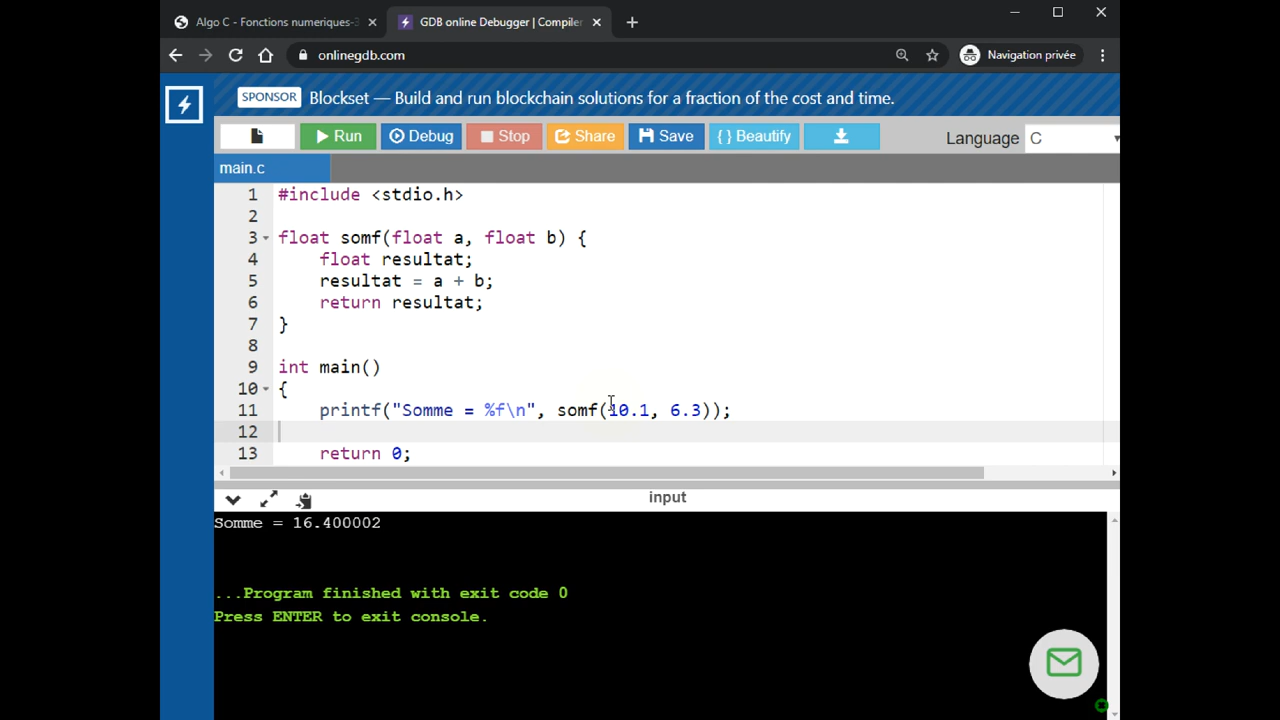 Algo C - Fonctions numeriques-3
GDB online Debugger | Compiler
onlinegdb.com
Navigation privée
SPONSOR Blockset — Build and run blockchain solutions for a fraction of the cost and time.
Run Debug Stop Share Save { } Beautify Language C
main.c
1 #include <stdio.h>
2
3 float somf(float a, float b) {
4 float resultat;
5 resultat = a + b;
6 return resultat;
7 }
8
9 int main()
10 {
11 printf("Somme = %f\n", somf(10.1, 6.3));
12
13 return 0;
input
Somme = 16.400002
...Program finished with exit code 0
Press ENTER to exit console.